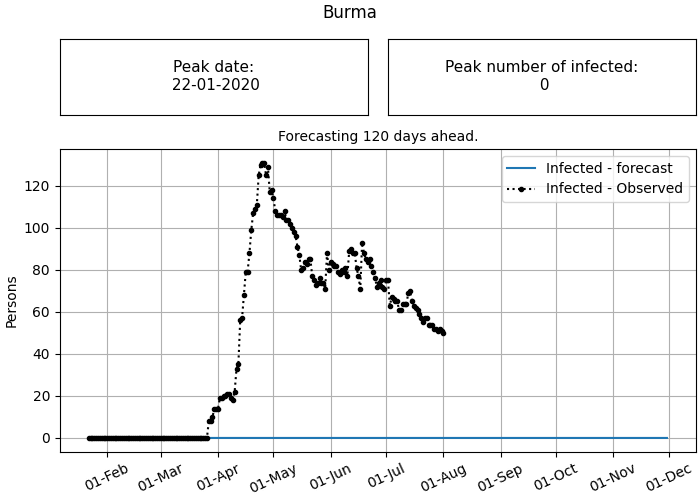 Burma
Peak date:
22-01-2020
Peak number of infected:
0
Forecasting 120 days ahead.
Infected - forecast
Infected - Observed
Persons
120
100
80
60
40
20
0
01-Feb
01-Mar
01-Apr
01-May
01-Jun
01-Jul
01-Aug
01-Sep
01-Oct
01-Nov
01-Dec